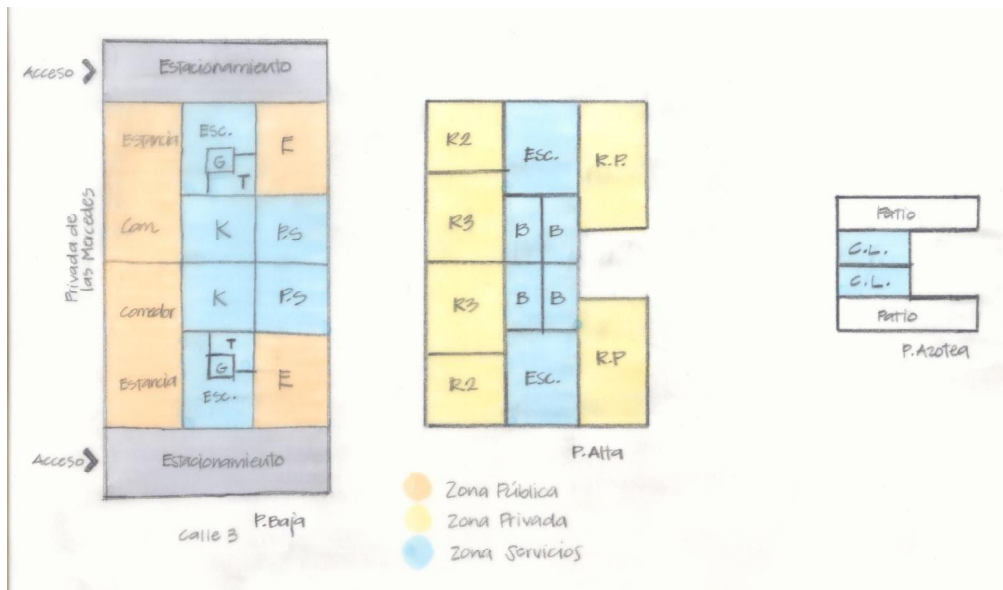 Acceso
Estacionamiento
Estancia
Esc.
E
G
T
Com.
K
P.S
Privada de
las Mercedes
Comedor
K
P.S
T
Estancia
G
E
Esc.
Acceso
Estacionamiento
Calle 3
P.Baja
R2
Esc.
R.P.
R3
B
B
R3
B
B
R2
Esc.
R.P
P.Alta
Zona Pública
Zona Privada
Zona Servicios
Patio
C.L.
C.L.
Patio
P.Azotea